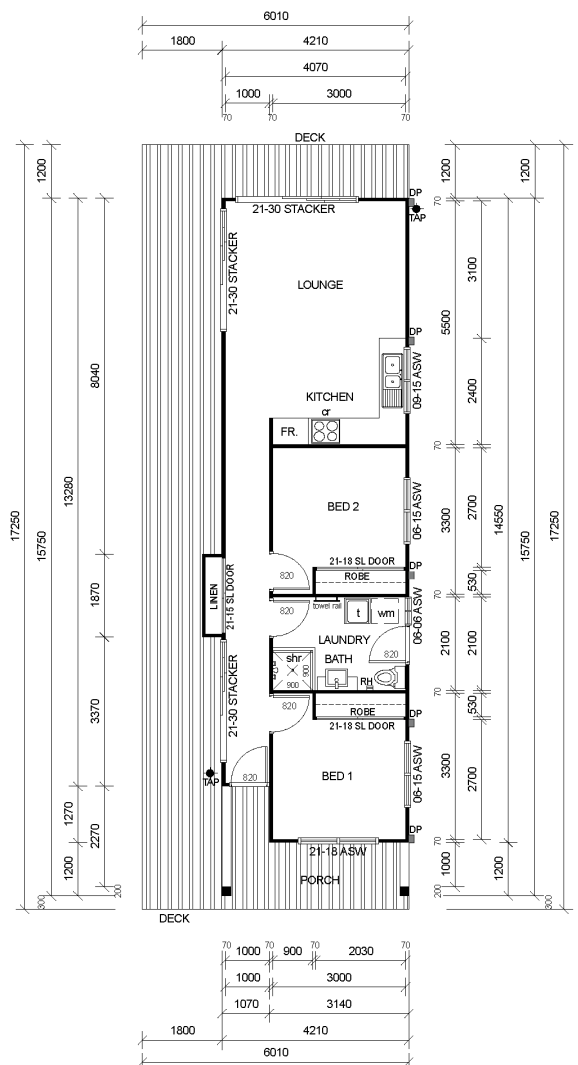 6010
1800
4210
4070
1000
3000
70
70
70
DECK
1200
1200
1200
1200
DP
70
TAP
21-30 STACKER
21-30 STACKER
3100
LOUNGE
5500
DP
8040
09-15 ASW
2400
KITCHEN
cr
FR.
70
13280
06-15 ASW
2700
BED 2
3300
14550
17250
15750
15750
17250
21-18 SL DOOR
DP
820
ROBE
530
70
LINEN
21-15 SL DOOR
1870
820
towel rail
t
wm
06-06 ASW
LAUNDRY
2100
2100
BATH
820
shr
900
900
RH
70
21-30 STACKER
3370
ROBE
530
820
21-18 SL DOOR
DP
TAP
820
BED 1
06-15 ASW
3300
2700
1270
2270
DP
70
21-18 ASW
1200
1000
1200
PORCH
200
200
300
300
DECK
70
70
70
70
1000
900
2030
1000
3000
1070
3140
1800
4210
6010